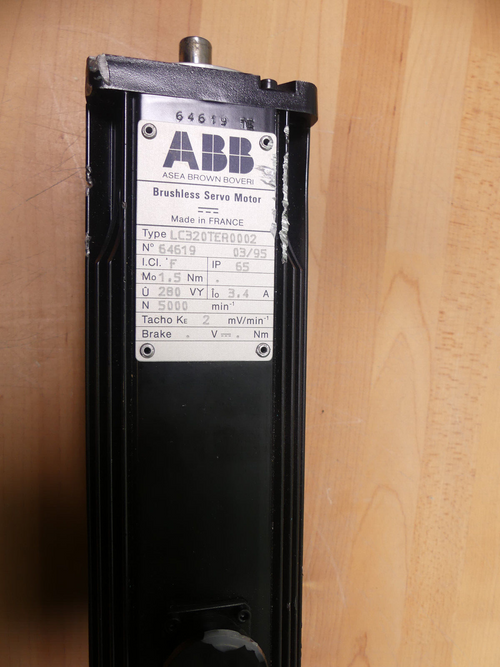 64619
ABB
ASEA BROWN BOVERI
Brushless Servo Motor
Made in FRANCE
Type LC320TER0002
N° 64619 03/95
I.Cl. F IP 65
Mo 1.5 Nm .
Û 280 VY Îo 3.4 A
N 5000 min⁻¹
Tacho KE 2 mV/min⁻¹
Brake . V . Nm